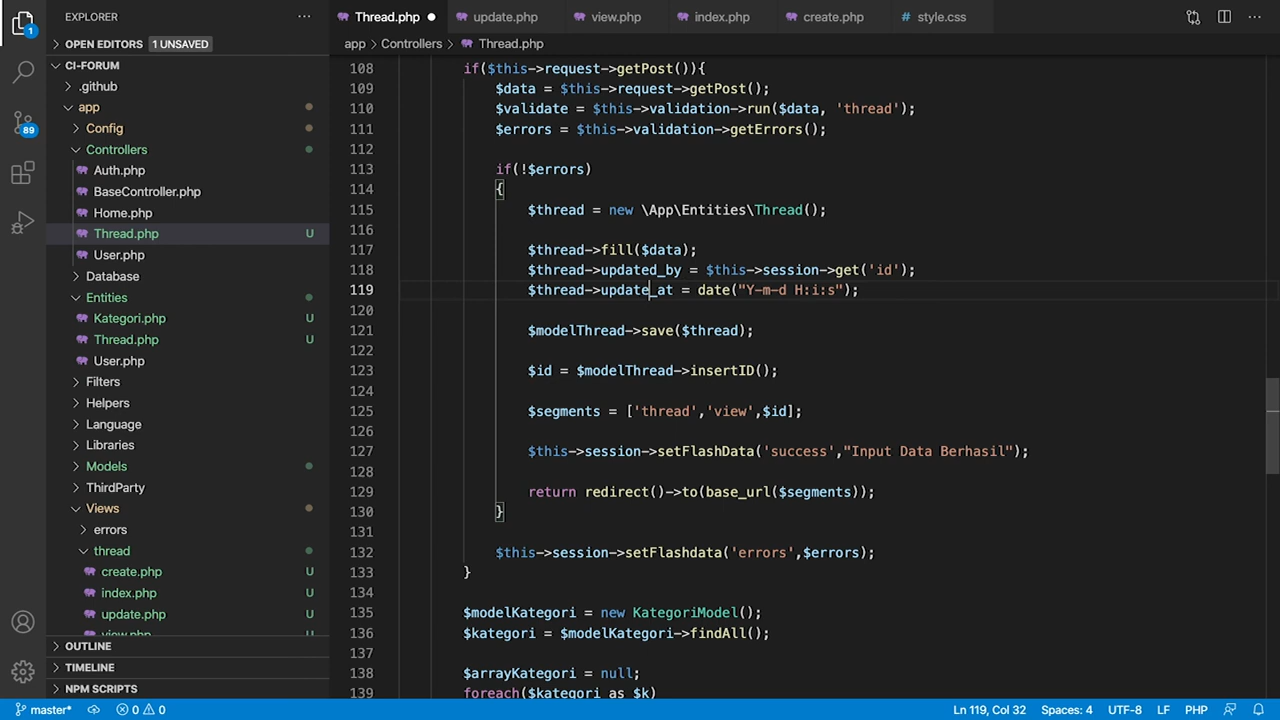 EXPLORER
Thread.php
update.php
view.php
index.php
create.php
# style.css
1
OPEN EDITORS 1 UNSAVED
CI-FORUM
.github
app
Config
Controllers
Auth.php
BaseController.php
Home.php
Thread.php U
User.php
Database
Entities
Kategori.php U
Thread.php U
User.php
Filters
Helpers
Language
Libraries
Models
ThirdParty
Views
errors
thread
create.php U
index.php U
update.php U
view.php U
OUTLINE
TIMELINE
NPM SCRIPTS
89
app > Controllers > Thread.php
108 if($this->request->getPost()){
109 $data = $this->request->getPost();
110 $validate = $this->validation->run($data, 'thread');
111 $errors = $this->validation->getErrors();
112
113 if(!$errors)
114 {
115 $thread = new \App\Entities\Thread();
116
117 $thread->fill($data);
118 $thread->updated_by = $this->session->get('id');
119 $thread->update_at = date("Y-m-d H:i:s");
120
121 $modelThread->save($thread);
122
123 $id = $modelThread->insertID();
124
125 $segments = ['thread','view',$id];
126
127 $this->session->setFlashData('success',"Input Data Berhasil");
128
129 return redirect()->to(base_url($segments));
130 }
131
132 $this->session->setFlashdata('errors',$errors);
133 }
134
135 $modelKategori = new KategoriModel();
136 $kategori = $modelKategori->findAll();
137
138 $arrayKategori = null;
139 foreach($kategori as $k)
master* 0 0
Ln 119, Col 32
Spaces: 4
UTF-8
LF
PHP